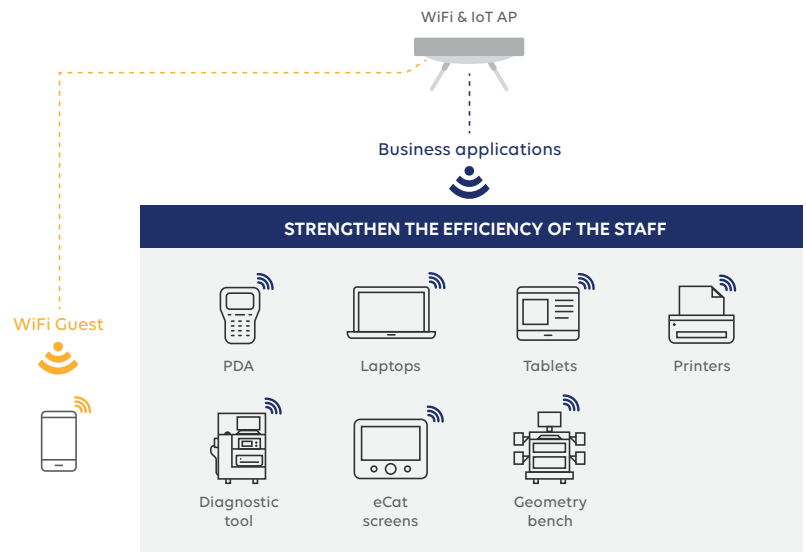 WiFi & IoT AP
Business applications
STRENGTHEN THE EFFICIENCY OF THE STAFF
WiFi Guest
PDA
Laptops
Tablets
Printers
Diagnostic
tool
eCat
screens
Geometry
bench